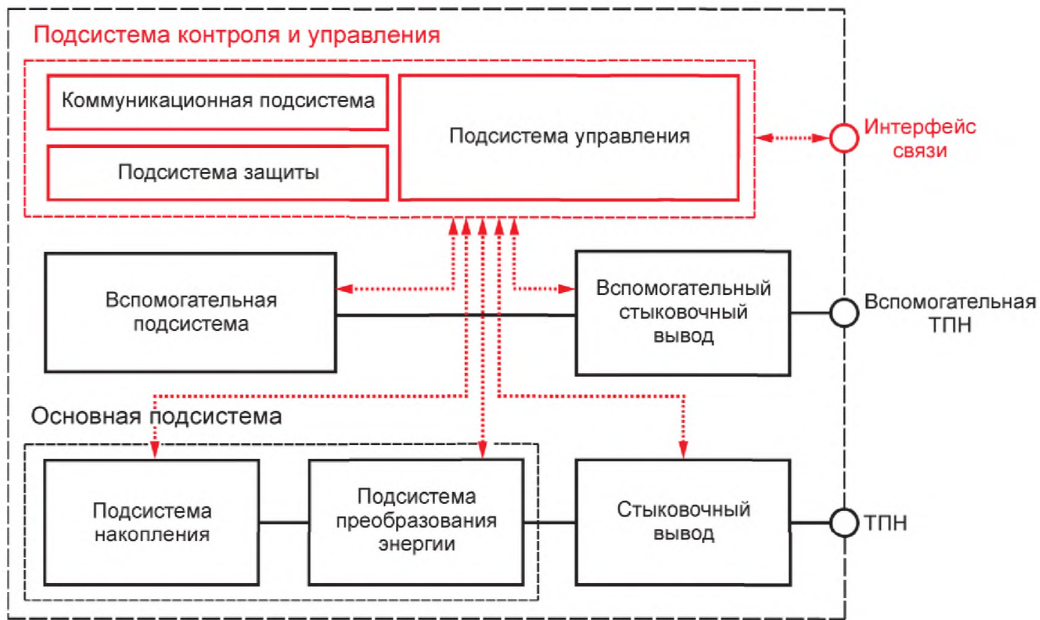 Подсистема контроля и управления
Коммуникационная подсистема
Подсистема защиты
Подсистема управления
Интерфейс
связи
Вспомогательная
подсистема
Вспомогательный
стыковочный
вывод
Вспомогательная
ТПН
Основная подсистема
Подсистема
накопления
Подсистема
преобразования
энергии
Стыковочный
вывод
ТПН